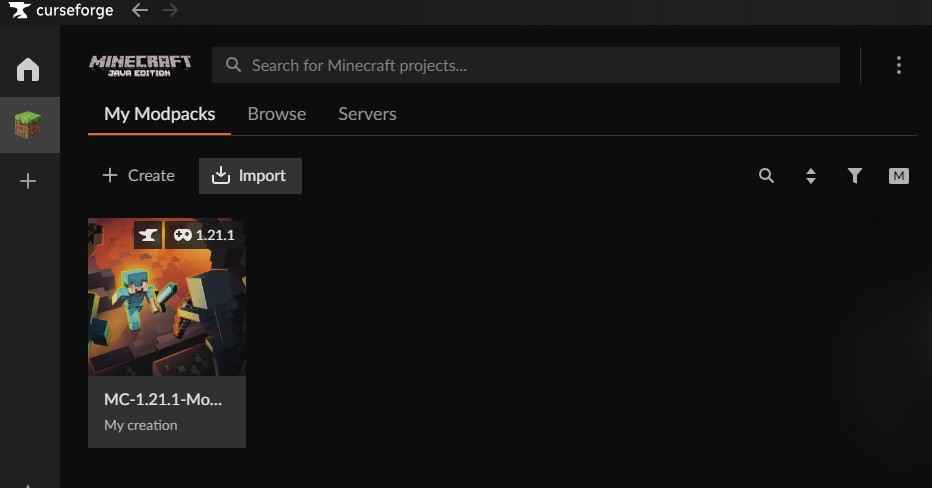 curseforge
MINECRAFT
JAVA EDITION
Search for Minecraft projects...
My Modpacks
Browse
Servers
Create
Import
M
1.21.1
MC-1.21.1-Mo...
My creation